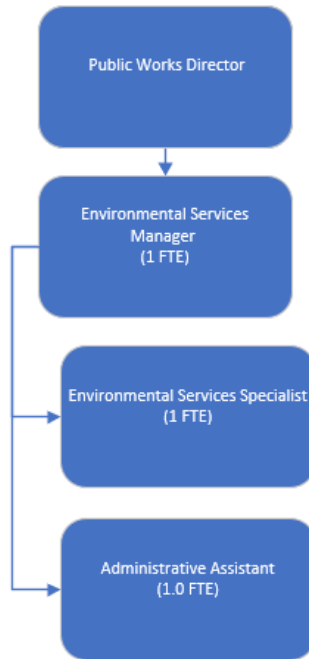 Public Works Director
Environmental Services
Manager
(1 FTE)
Environmental Services Specialist
(1 FTE)
Administrative Assistant
(1.0 FTE)